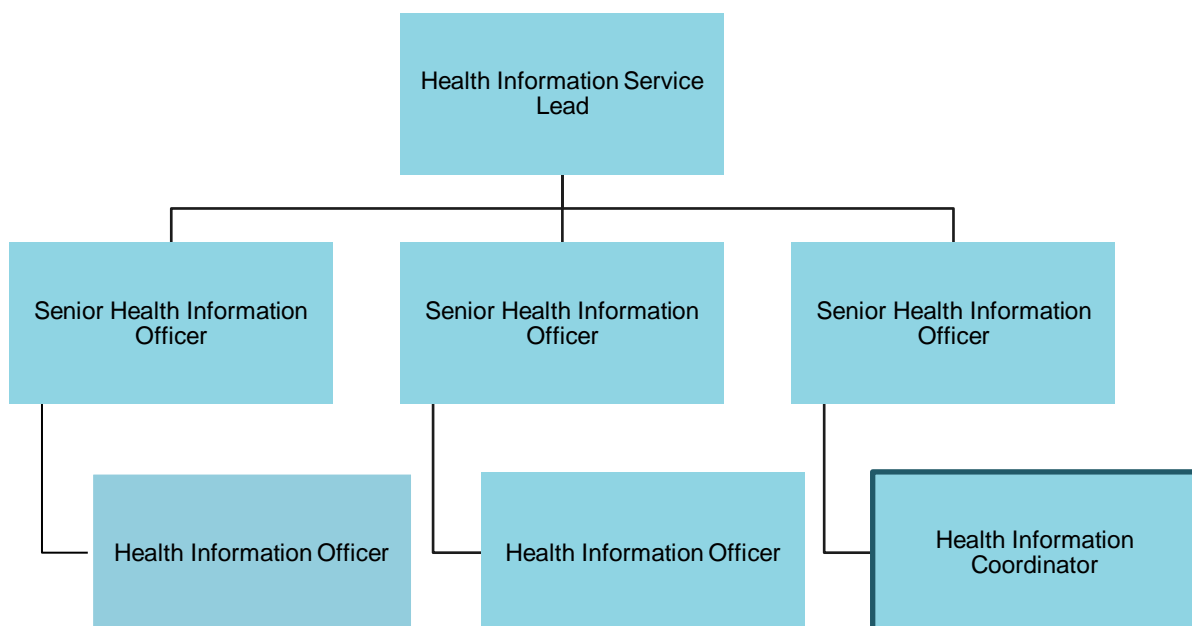 Health Information Service
Lead
Senior Health Information
Officer
Senior Health Information
Officer
Senior Health Information
Officer
Health Information Officer
Health Information Officer
Health Information
Coordinator